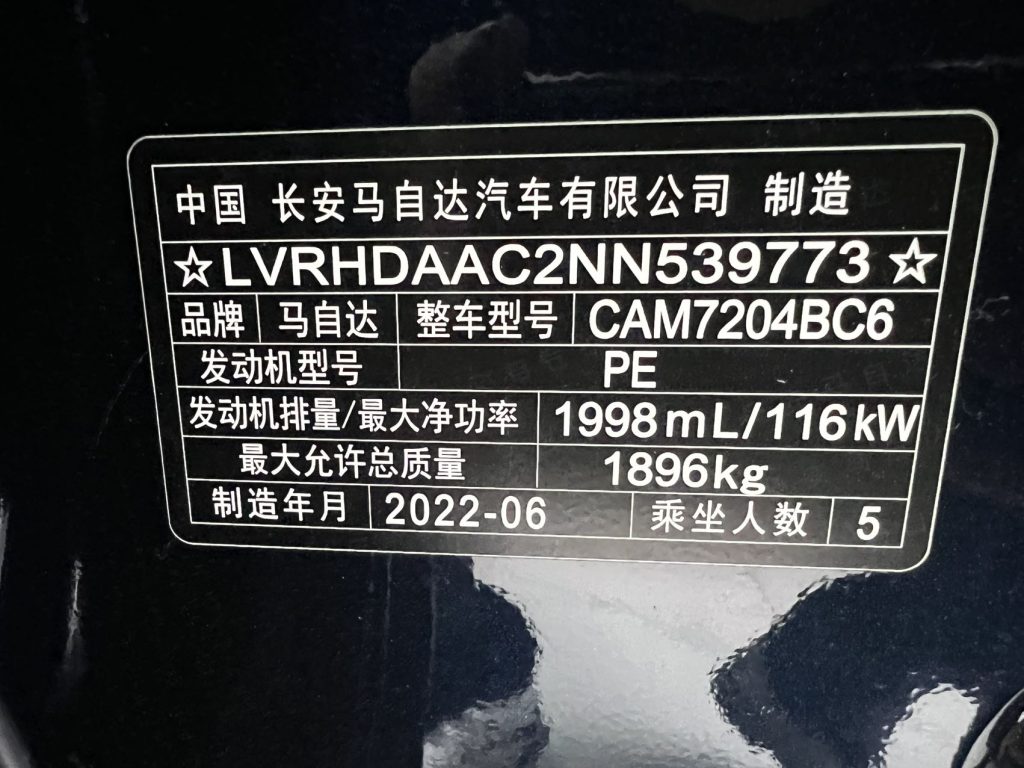 中国 长安马自达汽车有限公司 制造
☆LVRHDAAC2NN539773☆
品牌 马自达 整车型号 CAM7204BC6
发动机型号 PE
发动机排量/最大净功率 1998mL/116kW
最大允许总质量 1896kg
制造年月 2022-06 乘坐人数 5